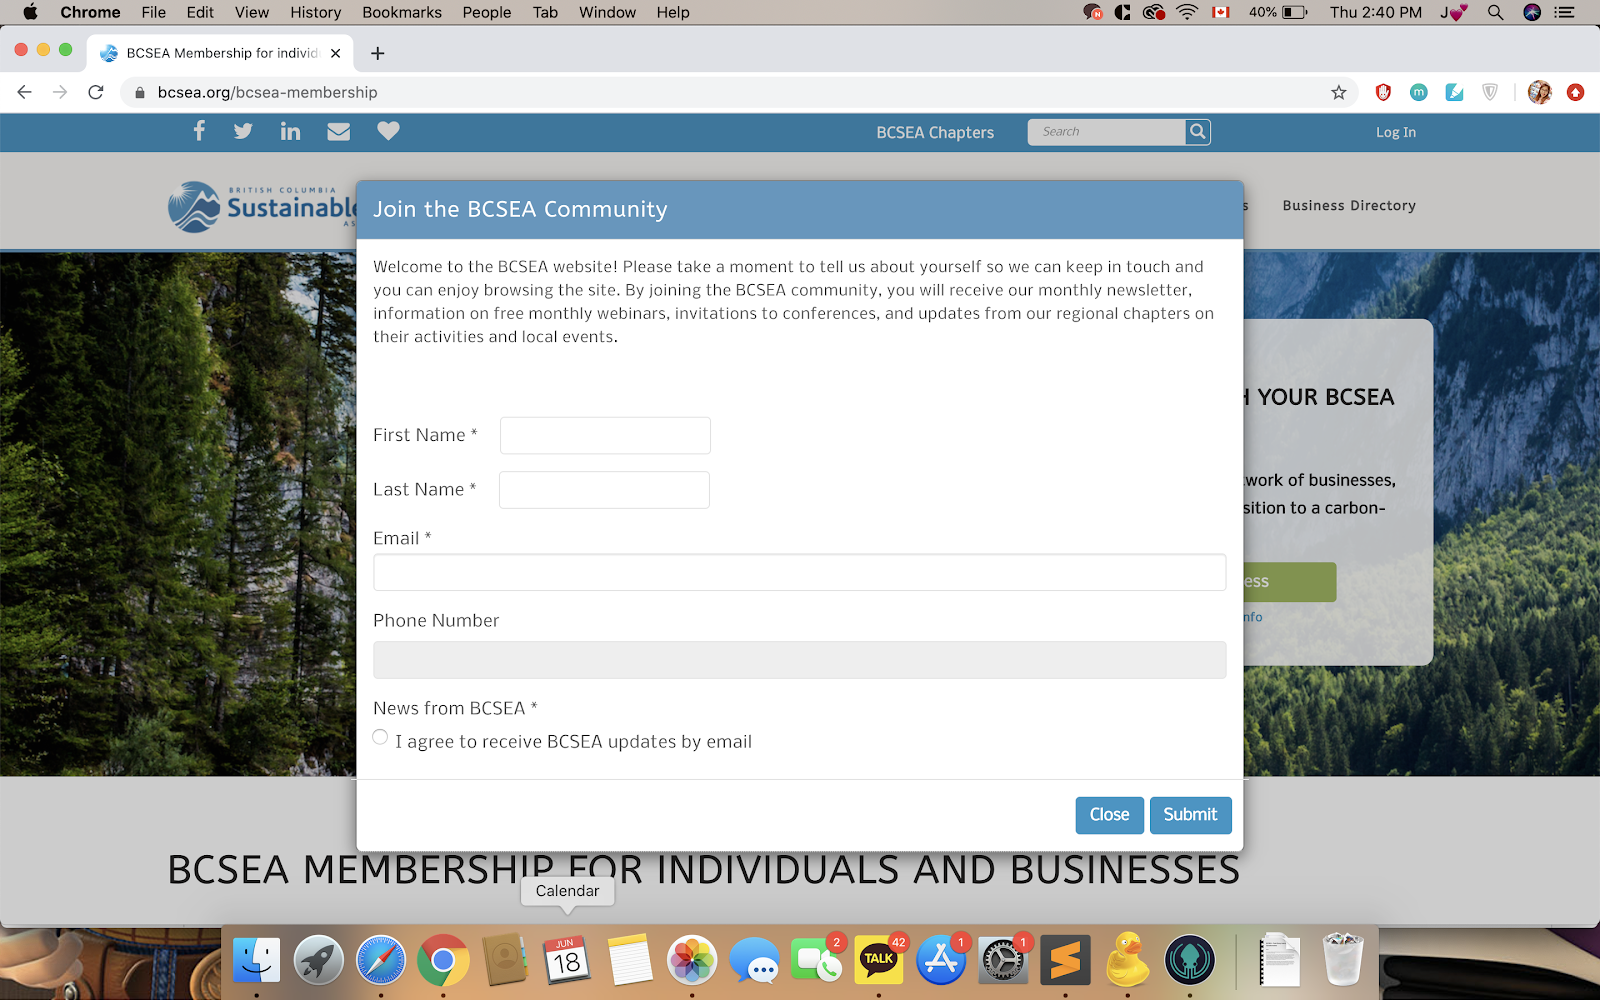 Chrome File Edit View History Bookmarks People Tab Window Help
40% Thu 2:40 PM J
BCSEA Membership for individ
bcsea.org/bcsea-membership
m
BCSEA Chapters
Search
Log In
BRITISH COLUMBIA
Sustainable
AS
s
Business Directory
Join the BCSEA Community
Welcome to the BCSEA website! Please take a moment to tell us about yourself so we can keep in touch and
you can enjoy browsing the site. By joining the BCSEA community, you will receive our monthly newsletter,
information on free monthly webinars, invitations to conferences, and updates from our regional chapters on
their activities and local events.
H YOUR BCSEA
First Name *
Last Name *
work of businesses,
sition to a carbon-
Email *
ess
nfo
Phone Number
News from BCSEA *
I agree to receive BCSEA updates by email
Close
Submit
BCSEA MEMBERSHIP FOR INDIVIDUALS AND BUSINESSES
Calendar
JUN
18
2
TALK
42
1
1